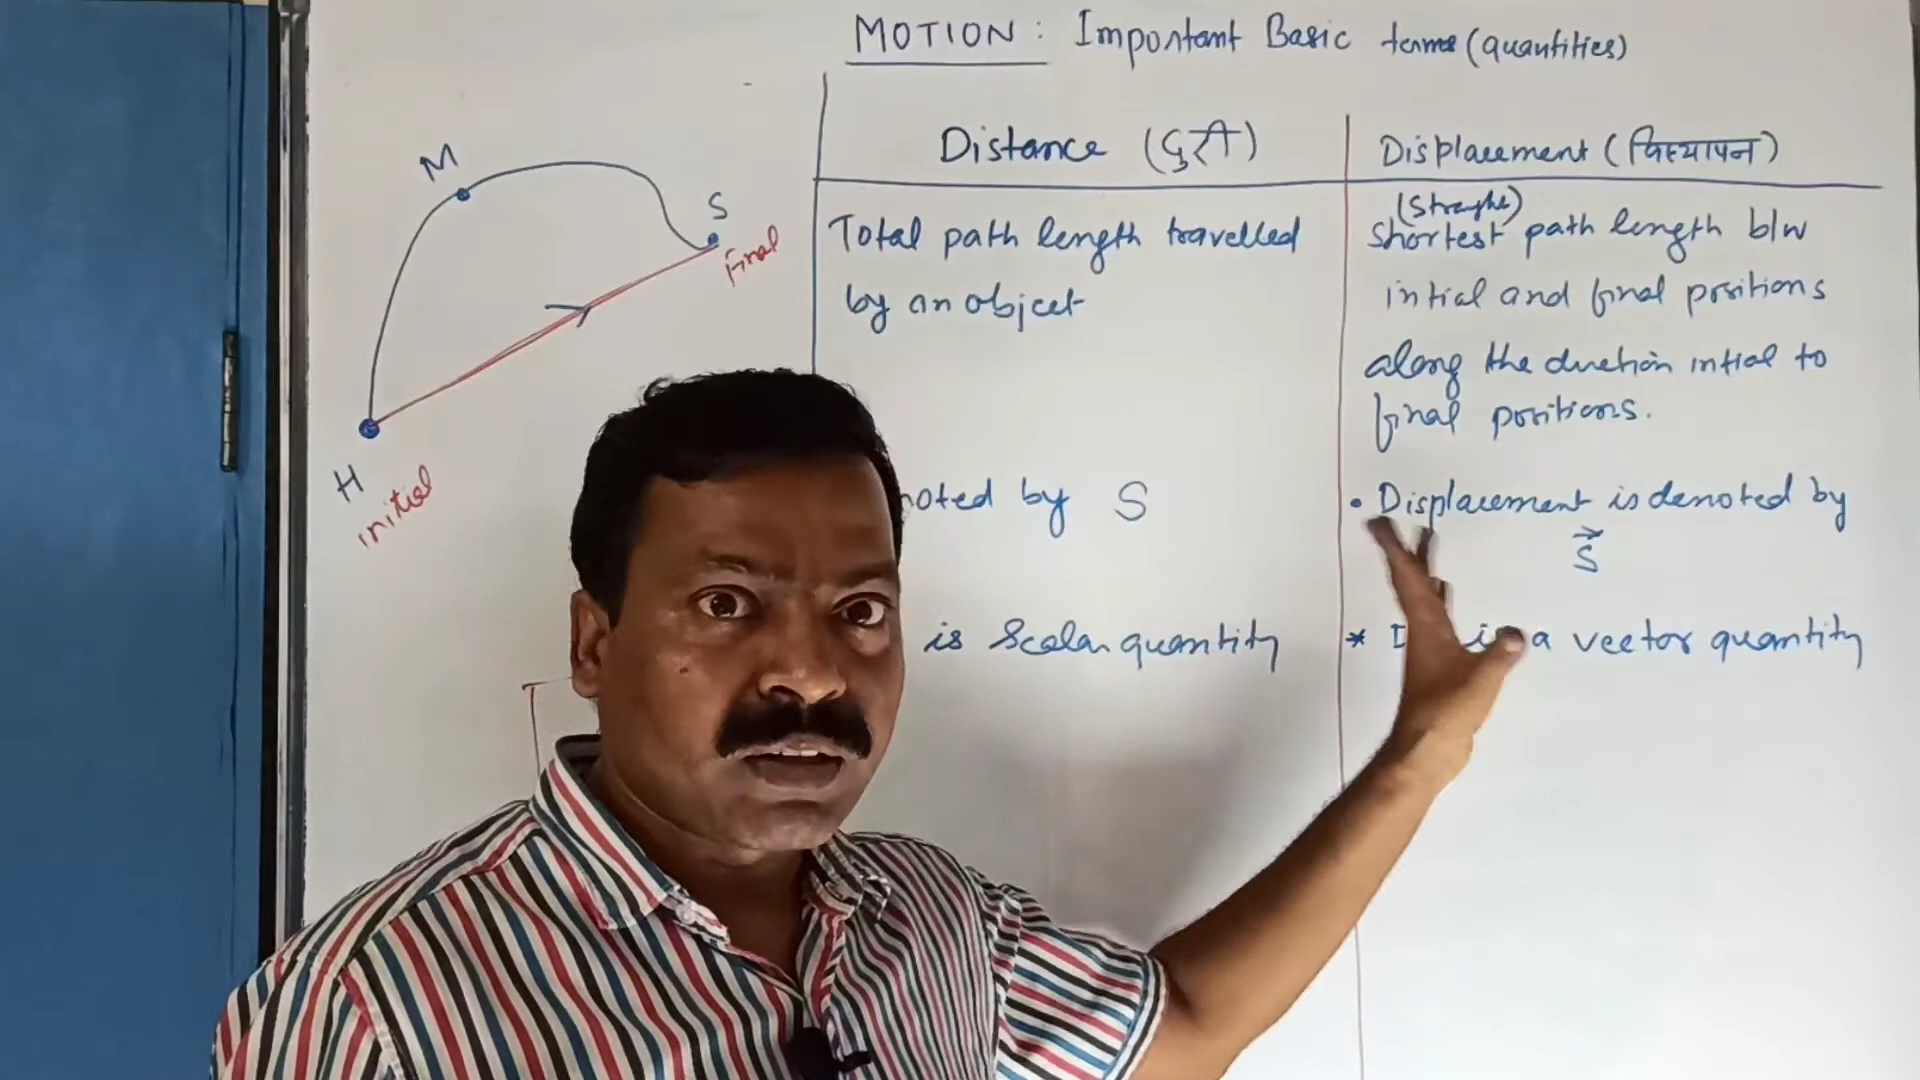 MOTION: Important Basic terms (quantities)
M
S
Final
H
initial
Distance (दुरी)
Total path length travelled
by an object
noted by S
is Scalar quantity
Displacement (विस्थापन)
(Straight)
shortest path length b/w
intial and final positions
along the direction intial to
final positions.
• Displacement is denoted by
S⃗
* is a vector quantity